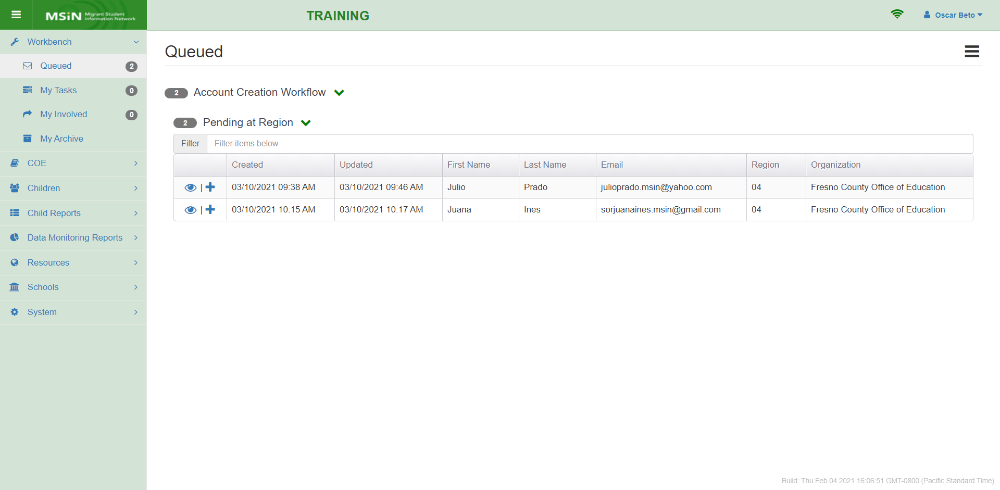 MSiN Migrant Student Information Network
TRAINING
Oscar Beto
Workbench
Queued 2
My Tasks 0
My Involved 0
My Archive
COE
Children
Child Reports
Data Monitoring Reports
Resources
Schools
System
Queued
2 Account Creation Workflow
2 Pending at Region
Filter Filter items below
Created Updated First Name Last Name Email Region Organization
| 03/10/2021 09:38 AM 03/10/2021 09:46 AM Julio Prado julioprado.msin@yahoo.com 04 Fresno County Office of Education
| 03/10/2021 10:15 AM 03/10/2021 10:17 AM Juana Ines sorjuanaines.msin@gmail.com 04 Fresno County Office of Education
Build: Thu Feb 04 2021 16:06:51 GMT-0800 (Pacific Standard Time)